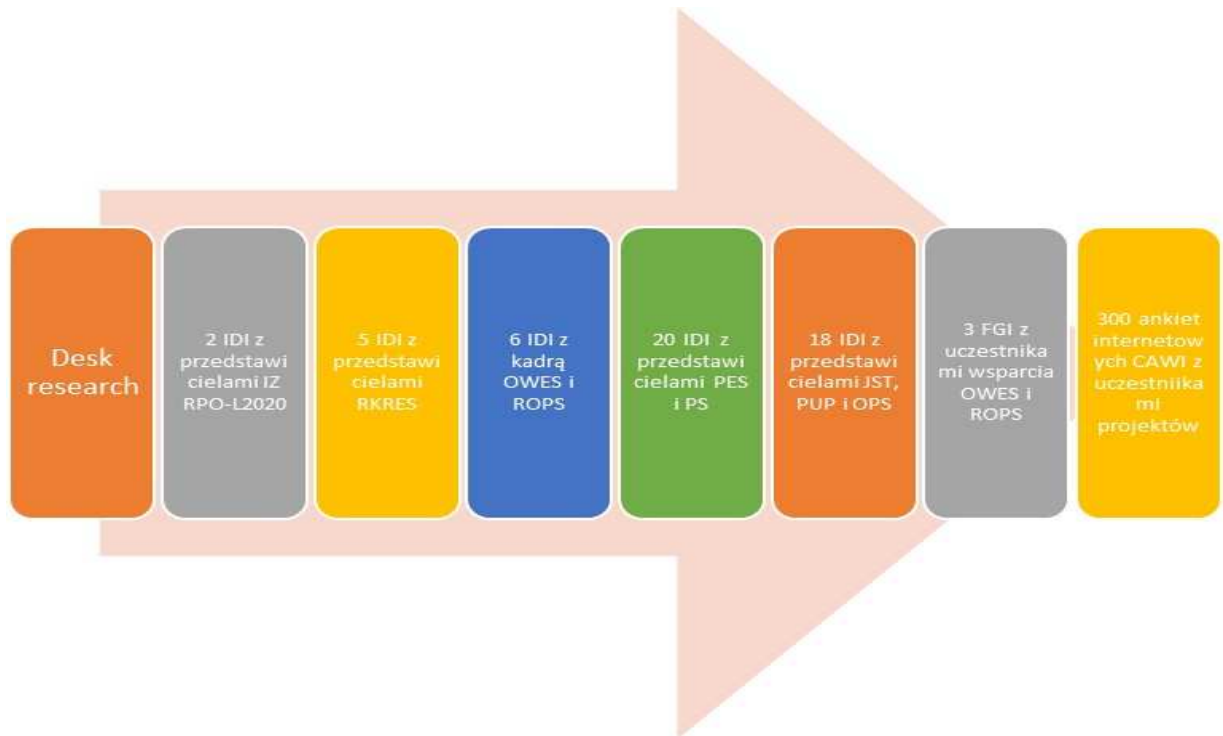 Desk
research
2 IDI z
przedstawi
cielami IZ
RPO-L2020
5 IDI z
przedstawi
cielami
RKRES
6 IDI z
kadrą
OWES i
ROPS
20 IDI z
przedstawi
cielami PES
i PS
18 IDI z
przedstawi
cielami JST,
PUP i OPS
3 FGI z
uczestnika
mi wsparcia
OWES i
ROPS
300 ankiet
internetow
ych CAWI z
uczestniika
mi
projektów